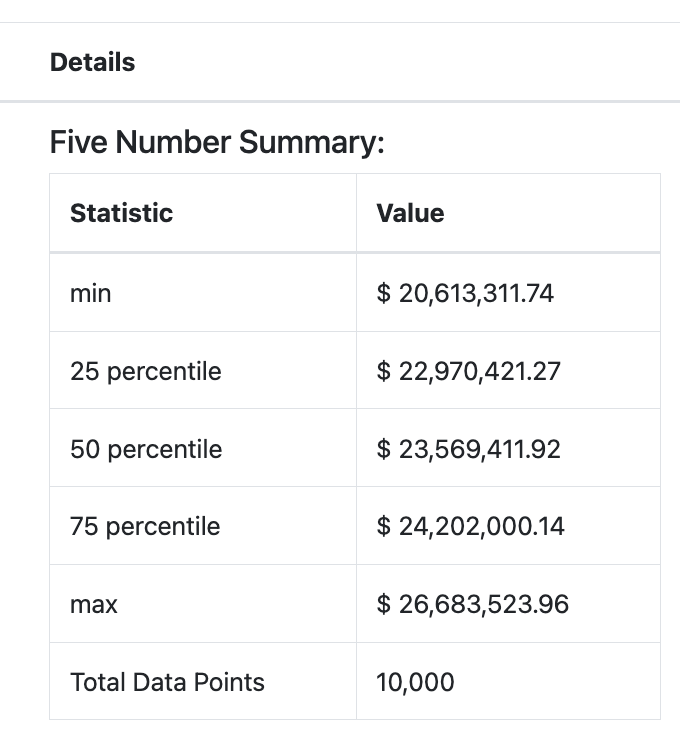 Details
Five Number Summary:
Statistic Value
min $ 20,613,311.74
25 percentile $ 22,970,421.27
50 percentile $ 23,569,411.92
75 percentile $ 24,202,000.14
max $ 26,683,523.96
Total Data Points 10,000